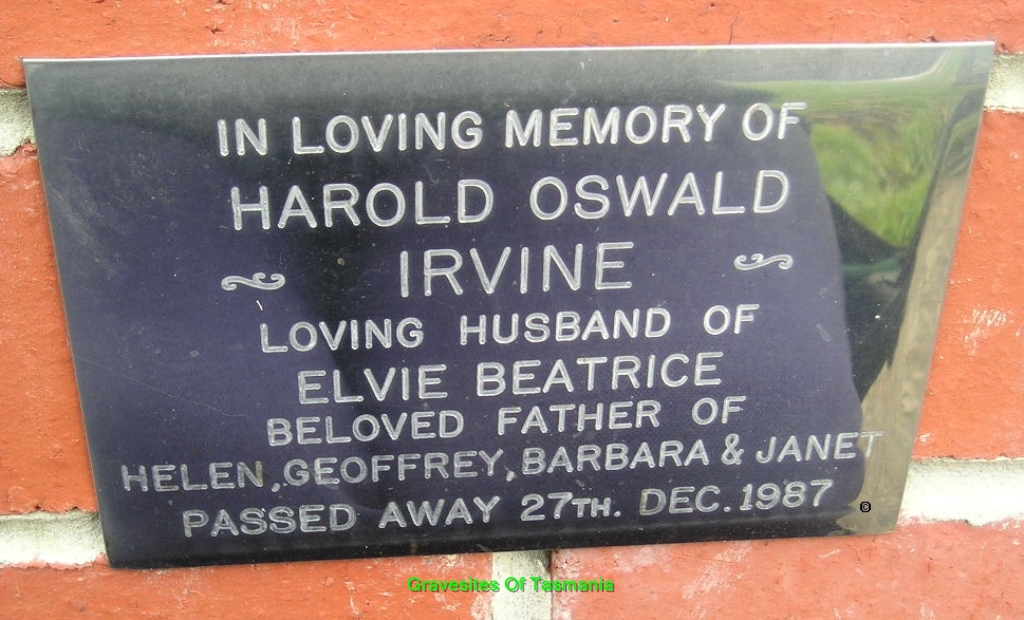 IN LOVING MEMORY OF
HAROLD OSWALD
IRVINE
LOVING HUSBAND OF
ELVIE BEATRICE
BELOVED FATHER OF
HELEN, GEOFFREY, BARBARA & JANET
PASSED AWAY 27TH. DEC. 1987
©
Gravesites Of Tasmania